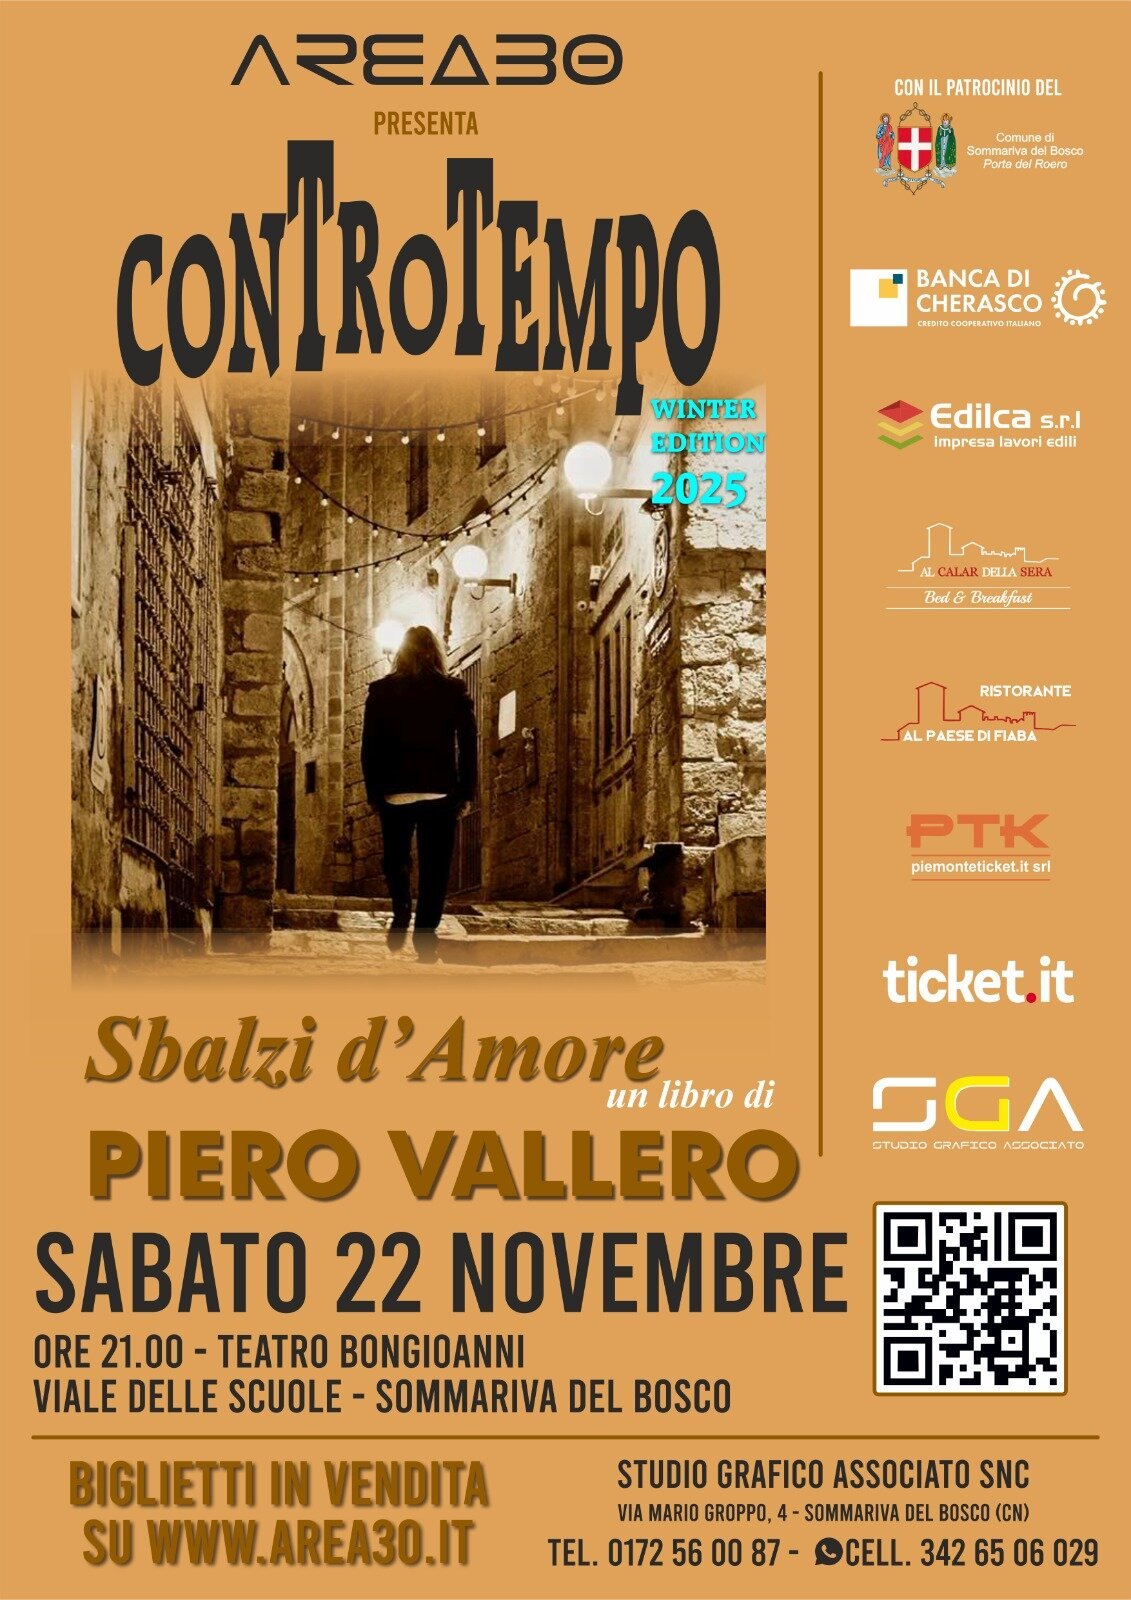 AREA30
PRESENTA
CONTROTEMPO
WINTER
EDITION
2025
Sbalzi d'Amore
un libro di
PIERO VALLERO
SABATO 22 NOVEMBRE
ORE 21.00 - TEATRO BONGIOANNI
VIALE DELLE SCUOLE - SOMMARIVA DEL BOSCO
BIGLIETTI IN VENDITA
SU WWW.AREA30.IT
CON IL PATROCINIO DEL
Comune di
Sommariva del Bosco
Porta del Roero
BANCA DI
CHERASCO
CREDITO COOPERATIVO ITALIANO
Edilca s.r.l
impresa lavori edili
AL CALAR DELLA SERA
Bed & Breakfast
RISTORANTE
AL PAESE DI FIABA
PTK
piemonteticket.it srl
ticket.it
SGA
STUDIO GRAFICO ASSOCIATO
STUDIO GRAFICO ASSOCIATO SNC
VIA MARIO GROPPO, 4 - SOMMARIVA DEL BOSCO (CN)
TEL. 0172 56 00 87 - CELL. 342 65 06 029